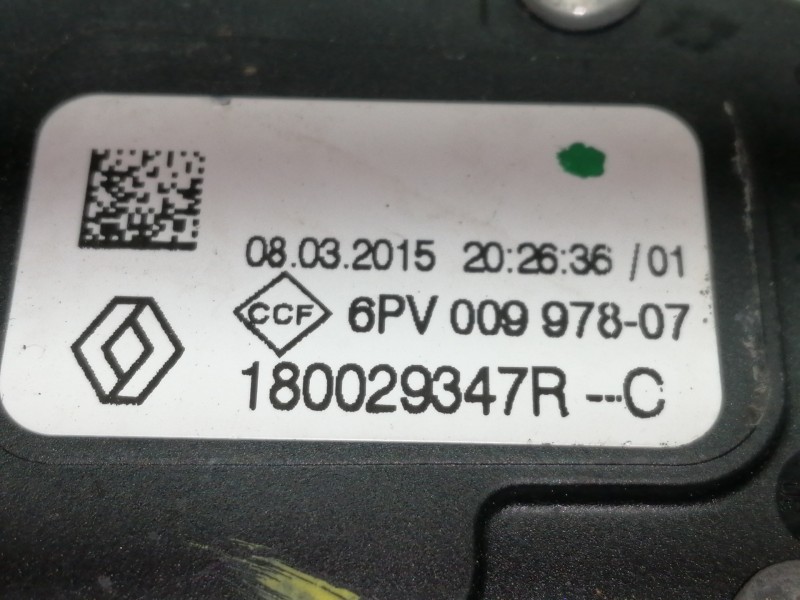 08.03.2015 20:26:36 /01
CCF 6PV 009 978-07
180029347R ---C